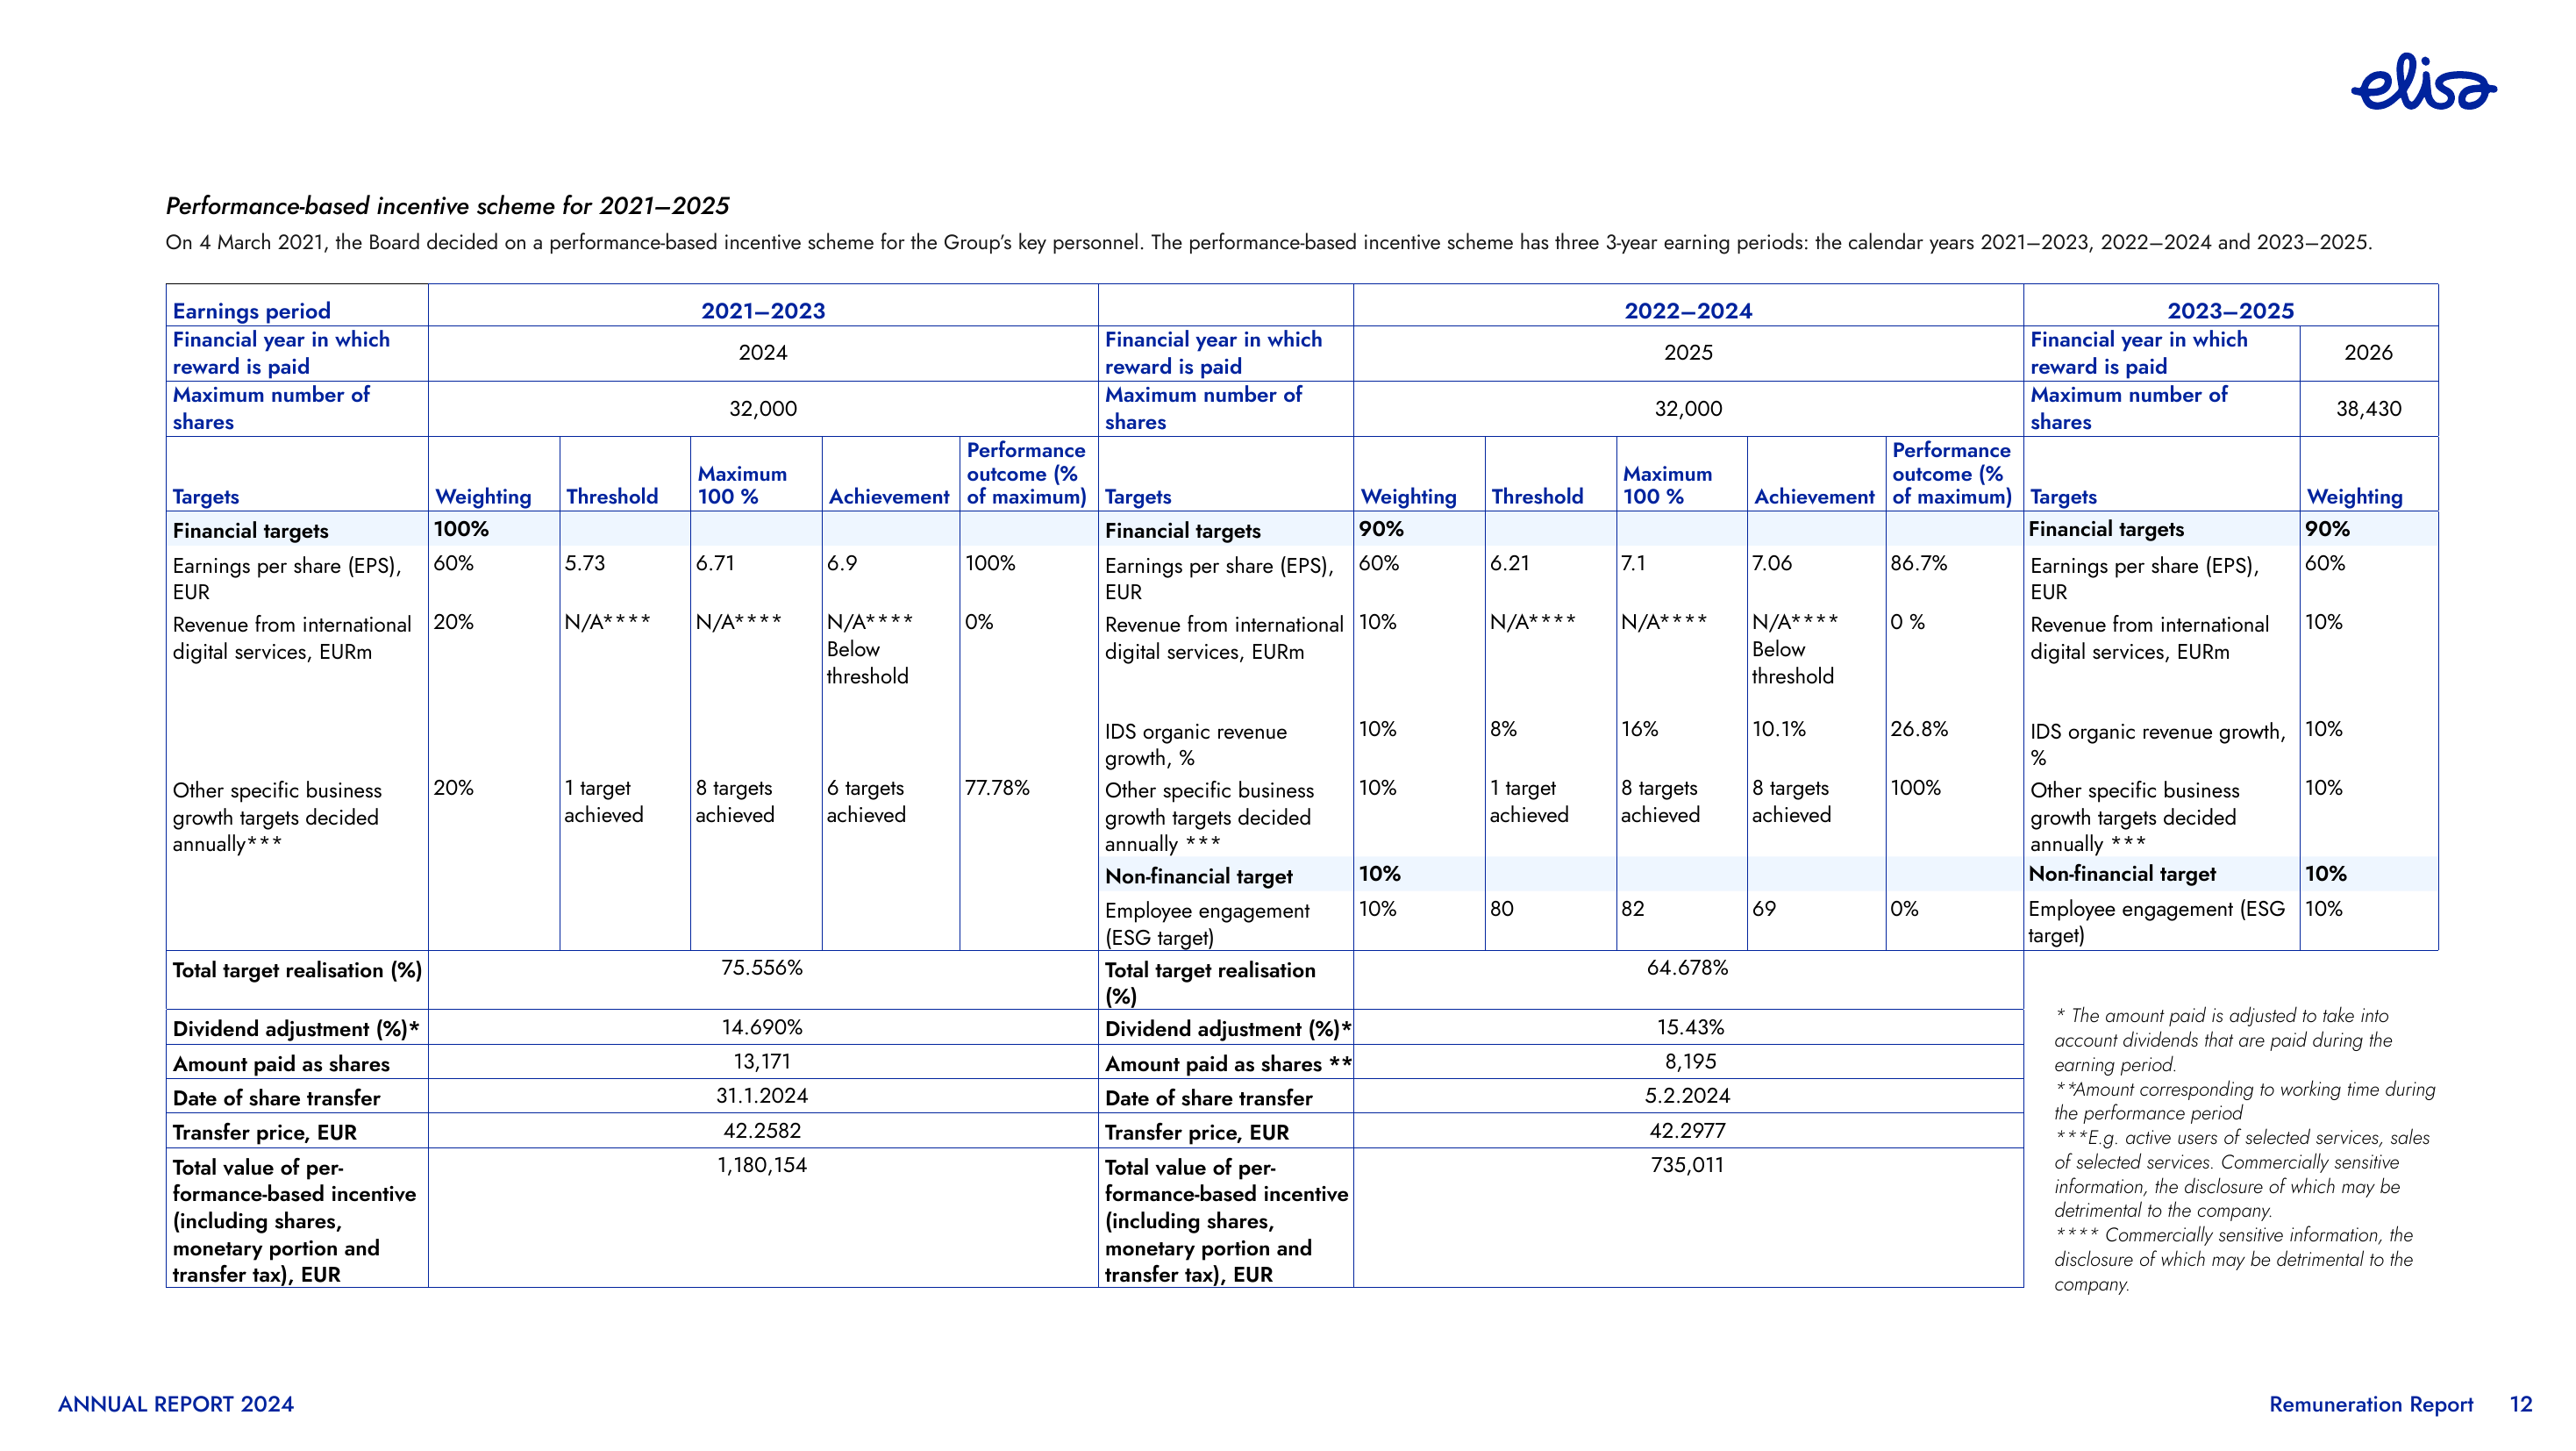 elisa
Performance-based incentive scheme for 2021–2025
On 4 March 2021, the Board decided on a performance-based incentive scheme for the Group’s key personnel. The performance-based incentive scheme has three 3-year earning periods: the calendar years 2021–2023, 2022–2024 and 2023–2025.
Earnings period 2021–2023 2022–2024 2023–2025
Financial year in which reward is paid 2024 Financial year in which reward is paid 2025 Financial year in which reward is paid 2026
Maximum number of shares 32,000 Maximum number of shares 32,000 Maximum number of shares 38,430
Targets Weighting Threshold Maximum 100 % Achievement Performance outcome (% of maximum) Targets Weighting Threshold Maximum 100 % Achievement Performance outcome (% of maximum) Targets Weighting
Financial targets 100% Financial targets 90% Financial targets 90%
Earnings per share (EPS), EUR 60% 5.73 6.71 6.9 100% Earnings per share (EPS), EUR 60% 6.21 7.1 7.06 86.7% Earnings per share (EPS), EUR 60%
Revenue from international digital services, EURm 20% N/A**** N/A**** N/A**** Below threshold 0% Revenue from international digital services, EURm 10% N/A**** N/A**** N/A**** Below threshold 0 % Revenue from international digital services, EURm 10%
IDS organic revenue growth, % 10% 8% 16% 10.1% 26.8% IDS organic revenue growth, % 10%
Other specific business growth targets decided annually*** 20% 1 target achieved 8 targets achieved 6 targets achieved 77.78% Other specific business growth targets decided annually *** 10% 1 target achieved 8 targets achieved 8 targets achieved 100% Other specific business growth targets decided annually *** 10%
Non-financial target 10% Non-financial target 10%
Employee engagement (ESG target) 10% 80 82 69 0% Employee engagement (ESG target) 10%
Total target realisation (%) 75.556% Total target realisation (%) 64.678%
Dividend adjustment (%)* 14.690% Dividend adjustment (%)* 15.43%
Amount paid as shares 13,171 Amount paid as shares ** 8,195
Date of share transfer 31.1.2024 Date of share transfer 5.2.2024
Transfer price, EUR 42.2582 Transfer price, EUR 42.2977
Total value of per-formance-based incentive (including shares, monetary portion and transfer tax), EUR 1,180,154 Total value of per-formance-based incentive (including shares, monetary portion and transfer tax), EUR 735,011
* The amount paid is adjusted to take into
account dividends that are paid during the
earning period.
**Amount corresponding to working time during
the performance period
***E.g. active users of selected services, sales
of selected services. Commercially sensitive
information, the disclosure of which may be
detrimental to the company.
**** Commercially sensitive information, the
disclosure of which may be detrimental to the
company.
ANNUAL REPORT 2024 Remuneration Report 12